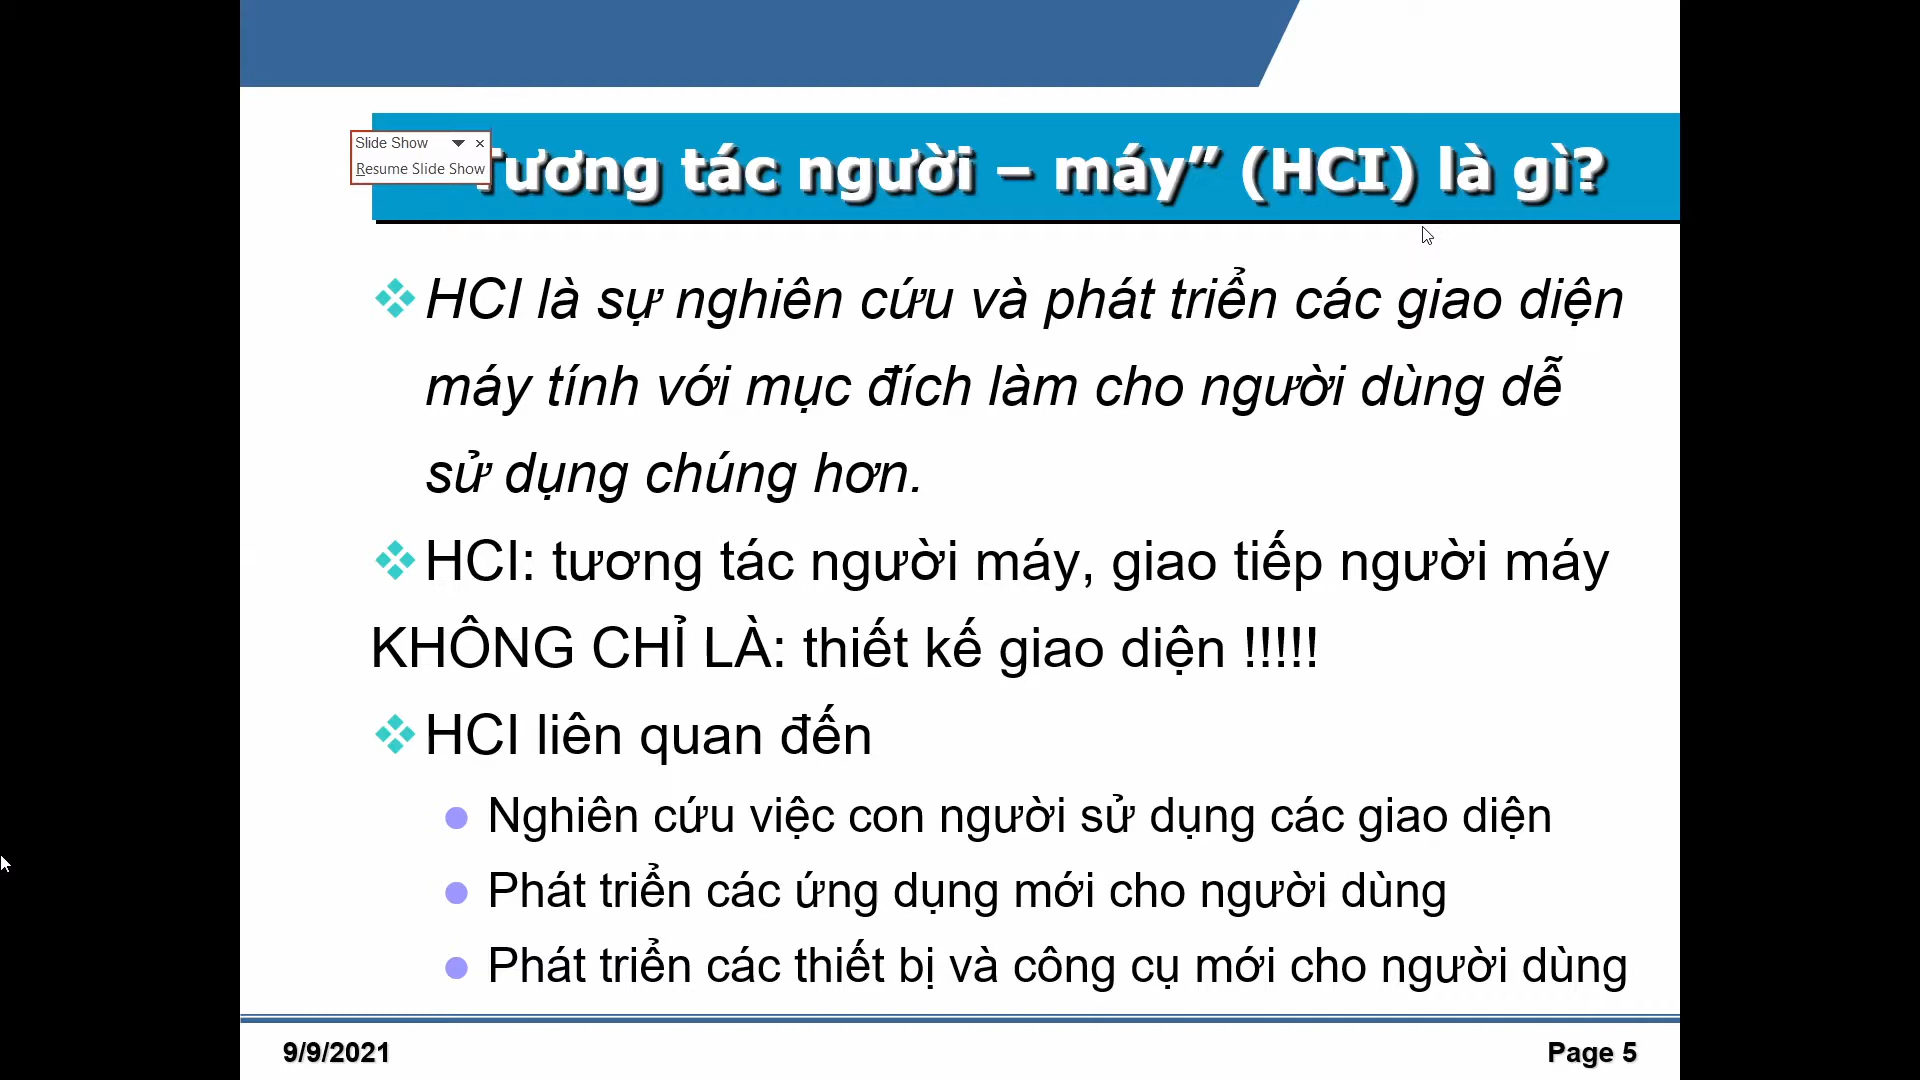 Slide Show
Resume Slide Show
Tương tác người – máy” (HCI) là gì?
HCI là sự nghiên cứu và phát triển các giao diện
máy tính với mục đích làm cho người dùng dễ
sử dụng chúng hơn.
HCI: tương tác người máy, giao tiếp người máy
KHÔNG CHỈ LÀ: thiết kế giao diện !!!!!
HCI liên quan đến
Nghiên cứu việc con người sử dụng các giao diện
Phát triển các ứng dụng mới cho người dùng
Phát triển các thiết bị và công cụ mới cho người dùng
9/9/2021
Page 5